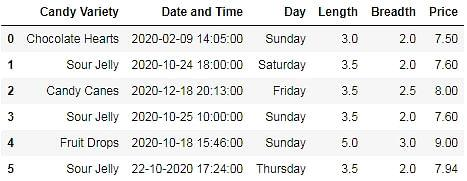 Candy Variety Date and Time Day Length Breadth Price
0 Chocolate Hearts 2020-02-09 14:05:00 Sunday 3.0 2.0 7.50
1 Sour Jelly 2020-10-24 18:00:00 Saturday 3.5 2.0 7.60
2 Candy Canes 2020-12-18 20:13:00 Friday 3.5 2.5 8.00
3 Sour Jelly 2020-10-25 10:00:00 Sunday 3.5 2.0 7.60
4 Fruit Drops 2020-10-18 15:46:00 Sunday 5.0 3.0 9.00
5 Sour Jelly 22-10-2020 17:24:00 Thursday 3.5 2.0 7.94